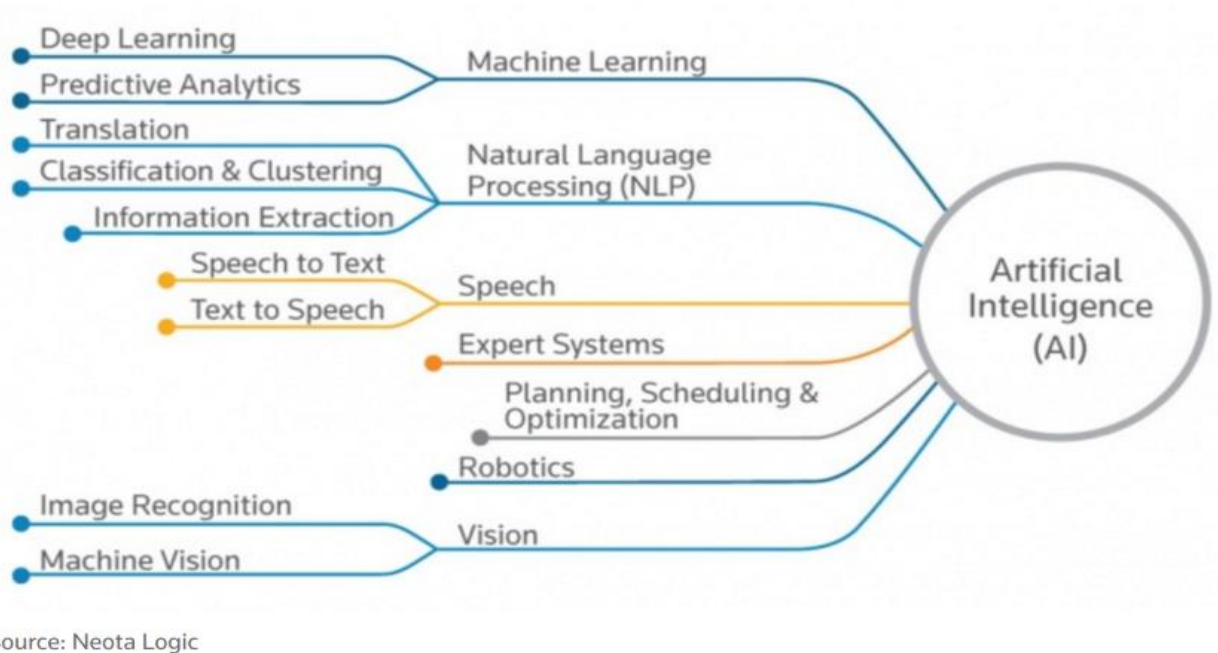 Deep Learning
Predictive Analytics
Machine Learning
Translation
Classification & Clustering
Information Extraction
Natural Language
Processing (NLP)
Speech to Text
Text to Speech
Speech
Expert Systems
Planning, Scheduling &
Optimization
Robotics
Image Recognition
Machine Vision
Vision
Artificial
Intelligence
(AI)
ource: Neota Logic